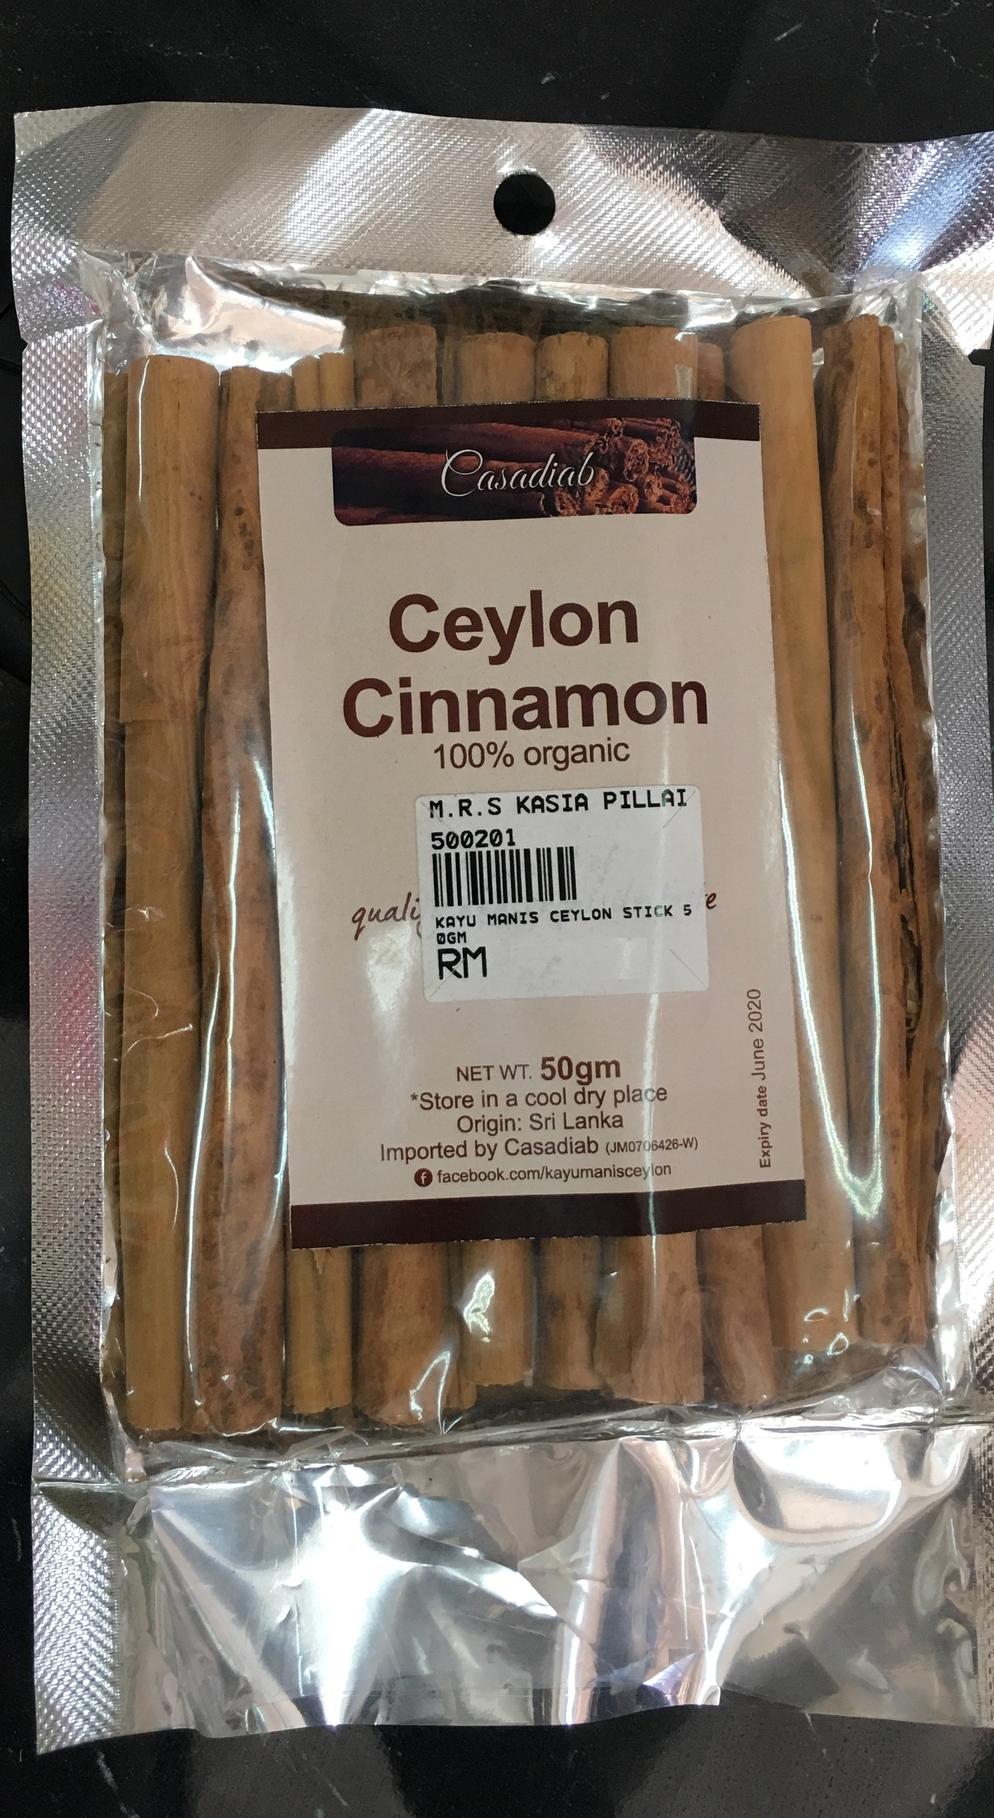 Casadiab
Ceylon
Cinnamon
100% organic
M.R.S KASIA PILLAI
500201
KAYU MANIS CEYLON STICK 5
0GM
RM
NET WT. 50gm
*Store in a cool dry place
Origin: Sri Lanka
Imported by Casadiab (JM0706426-W)
facebook.com/kayumanisceylon
Expiry date June 2020